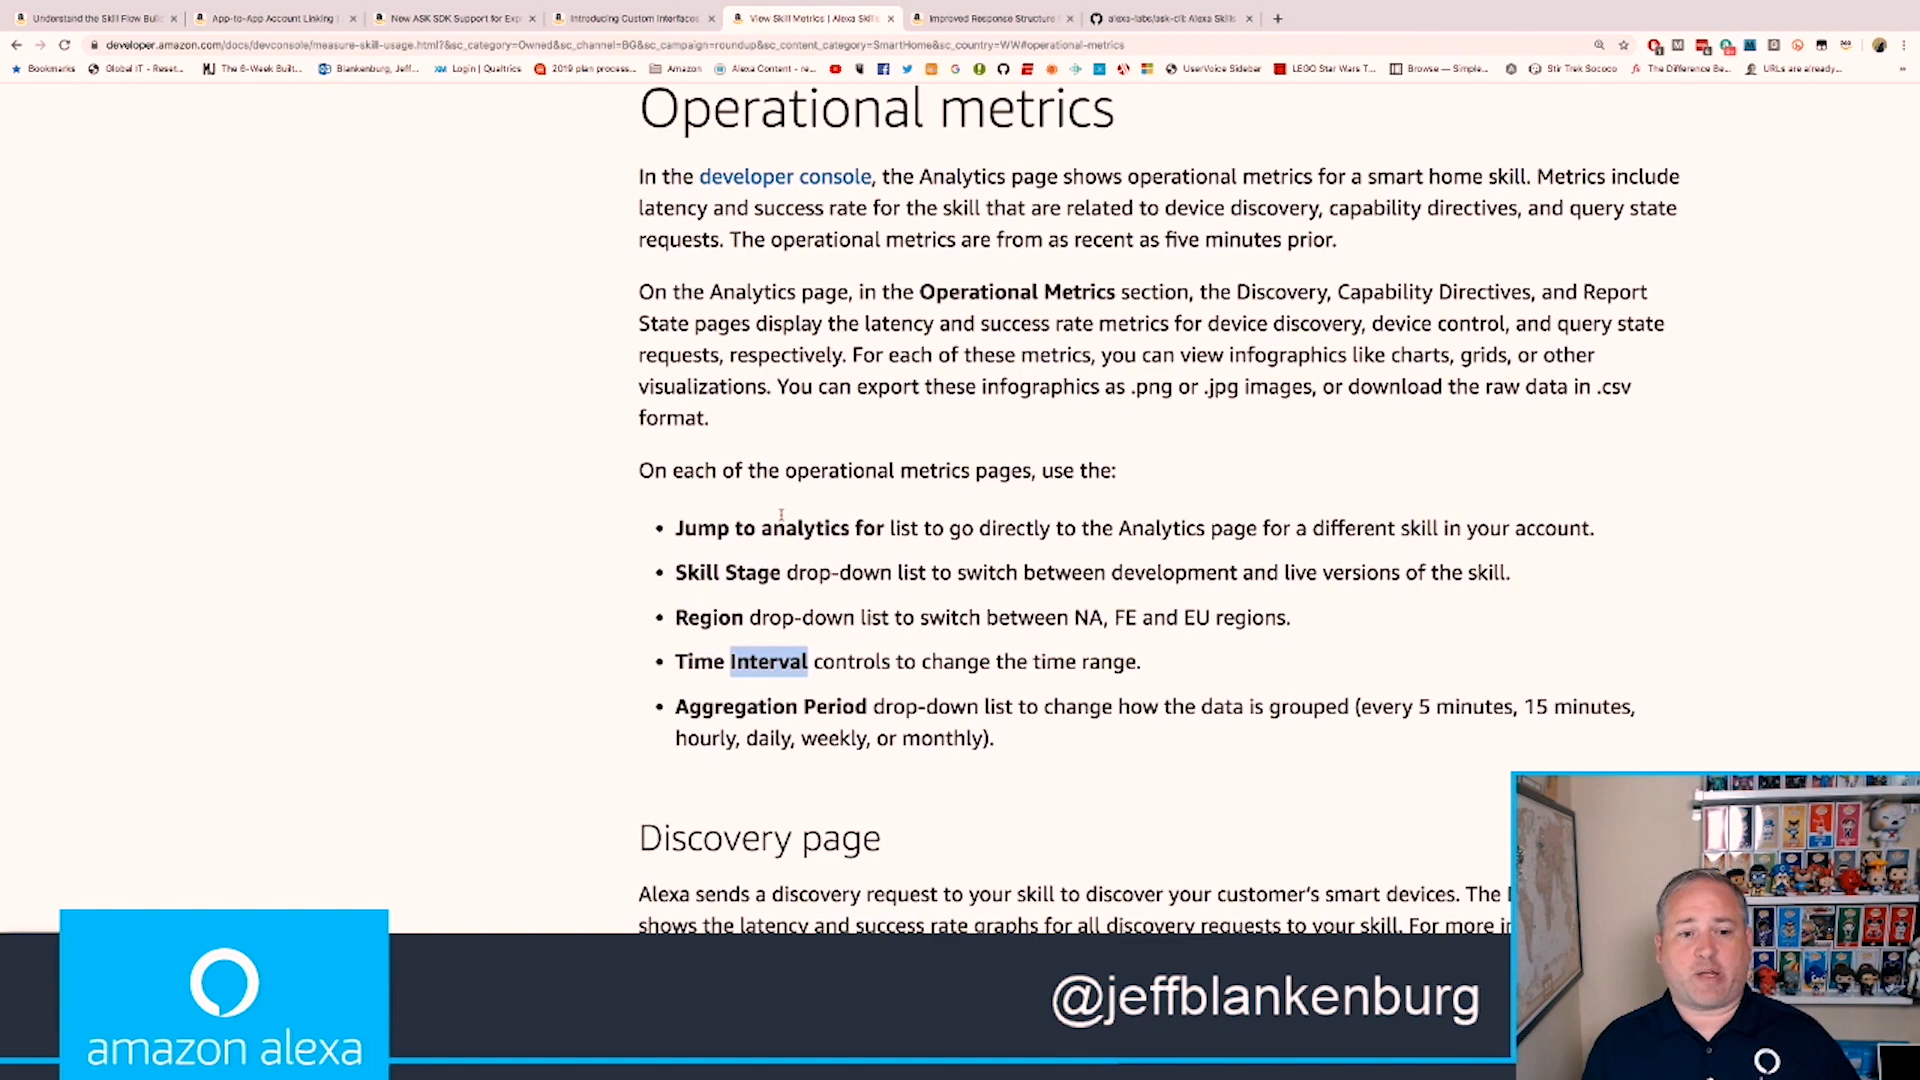 Understand the Skill Flow Buil
App-to-App Account Linking
New ASK SDK Support for Exp
Introducing Custom Interfaces
View Skill Metrics | Alexa Skills
Improved Response Structure
alexa-labs/ask-cli: Alexa Skills
developer.amazon.com/docs/devconsole/measure-skill-usage.html?&sc_category=Owned&sc_channel=BG&sc_campaign=roundup&sc_content_category=SmartHome&sc_country=WW#operational-metrics
Bookmarks
Global IT - Reset...
The 6-Week Buil...
Blankenburg, Jeff...
Login | Qualtrics
2019 plan process...
Amazon
Alexa Content - re...
UserVoice Sidebar
LEGO Star Wars T...
Browse — Simple...
Stir Trek Sococo
The Difference Be...
URLs are already...
Operational metrics
In the developer console, the Analytics page shows operational metrics for a smart home skill. Metrics include
latency and success rate for the skill that are related to device discovery, capability directives, and query state
requests. The operational metrics are from as recent as five minutes prior.
On the Analytics page, in the Operational Metrics section, the Discovery, Capability Directives, and Report
State pages display the latency and success rate metrics for device discovery, device control, and query state
requests, respectively. For each of these metrics, you can view infographics like charts, grids, or other
visualizations. You can export these infographics as .png or .jpg images, or download the raw data in .csv
format.
On each of the operational metrics pages, use the:
• Jump to analytics for list to go directly to the Analytics page for a different skill in your account.
• Skill Stage drop-down list to switch between development and live versions of the skill.
• Region drop-down list to switch between NA, FE and EU regions.
• Time Interval controls to change the time range.
• Aggregation Period drop-down list to change how the data is grouped (every 5 minutes, 15 minutes,
hourly, daily, weekly, or monthly).
Discovery page
Alexa sends a discovery request to your skill to discover your customer's smart devices. The
shows the latency and success rate graphs for all discovery requests to your skill. For more
@jeffblankenburg
amazon alexa